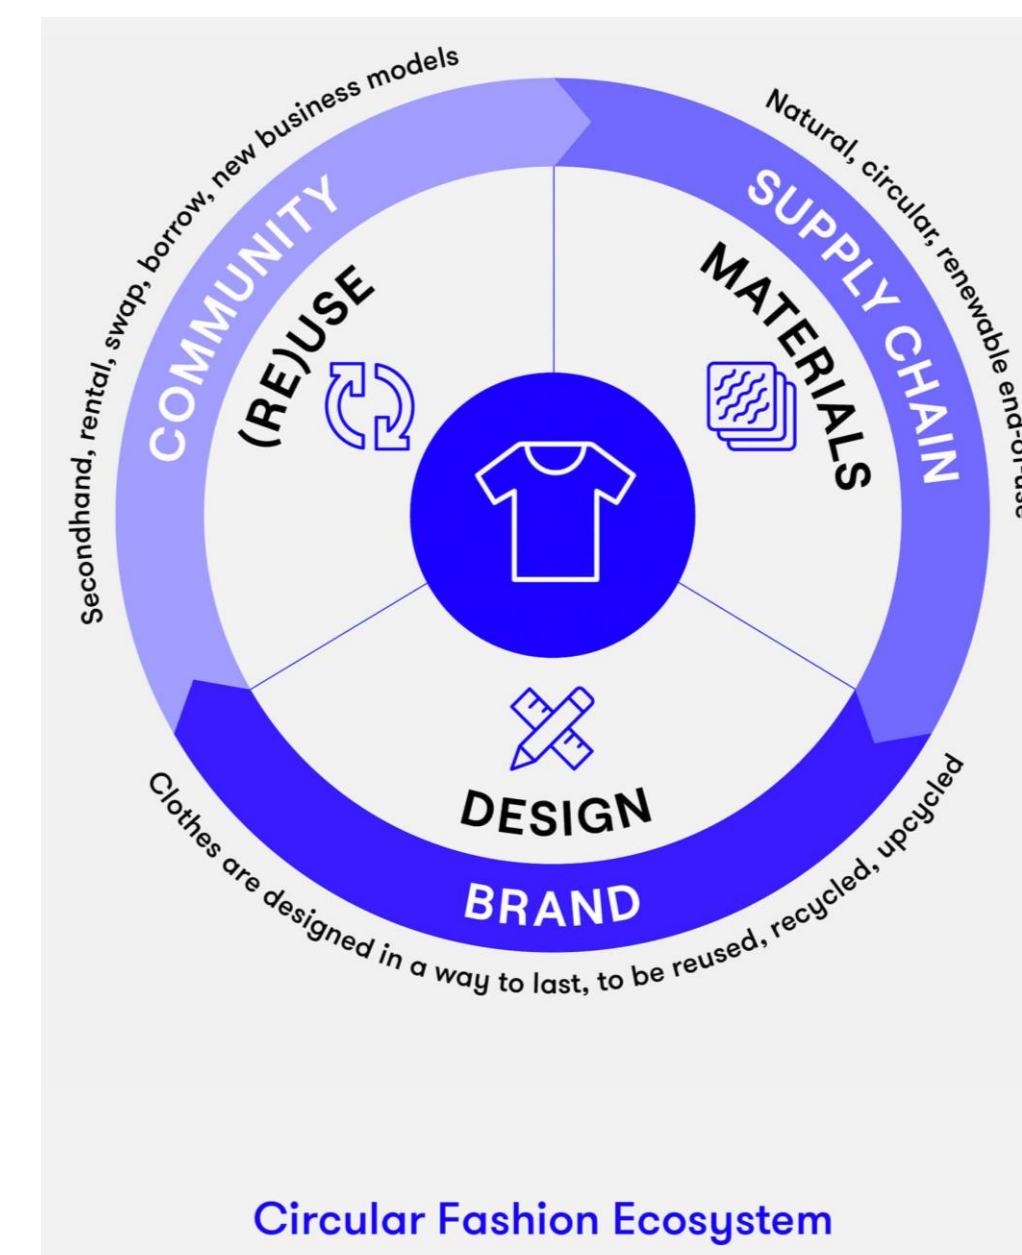 Secondhand, rental, swap, borrow, new business models
COMMUNITY
(RE)USE
Natural, circular, renewable end-of-use
SUPPLY CHAIN
MATERIALS
DESIGN
BRAND
Clothes are designed in a way to last, to be reused, recycled, upcycled
Circular Fashion Ecosystem